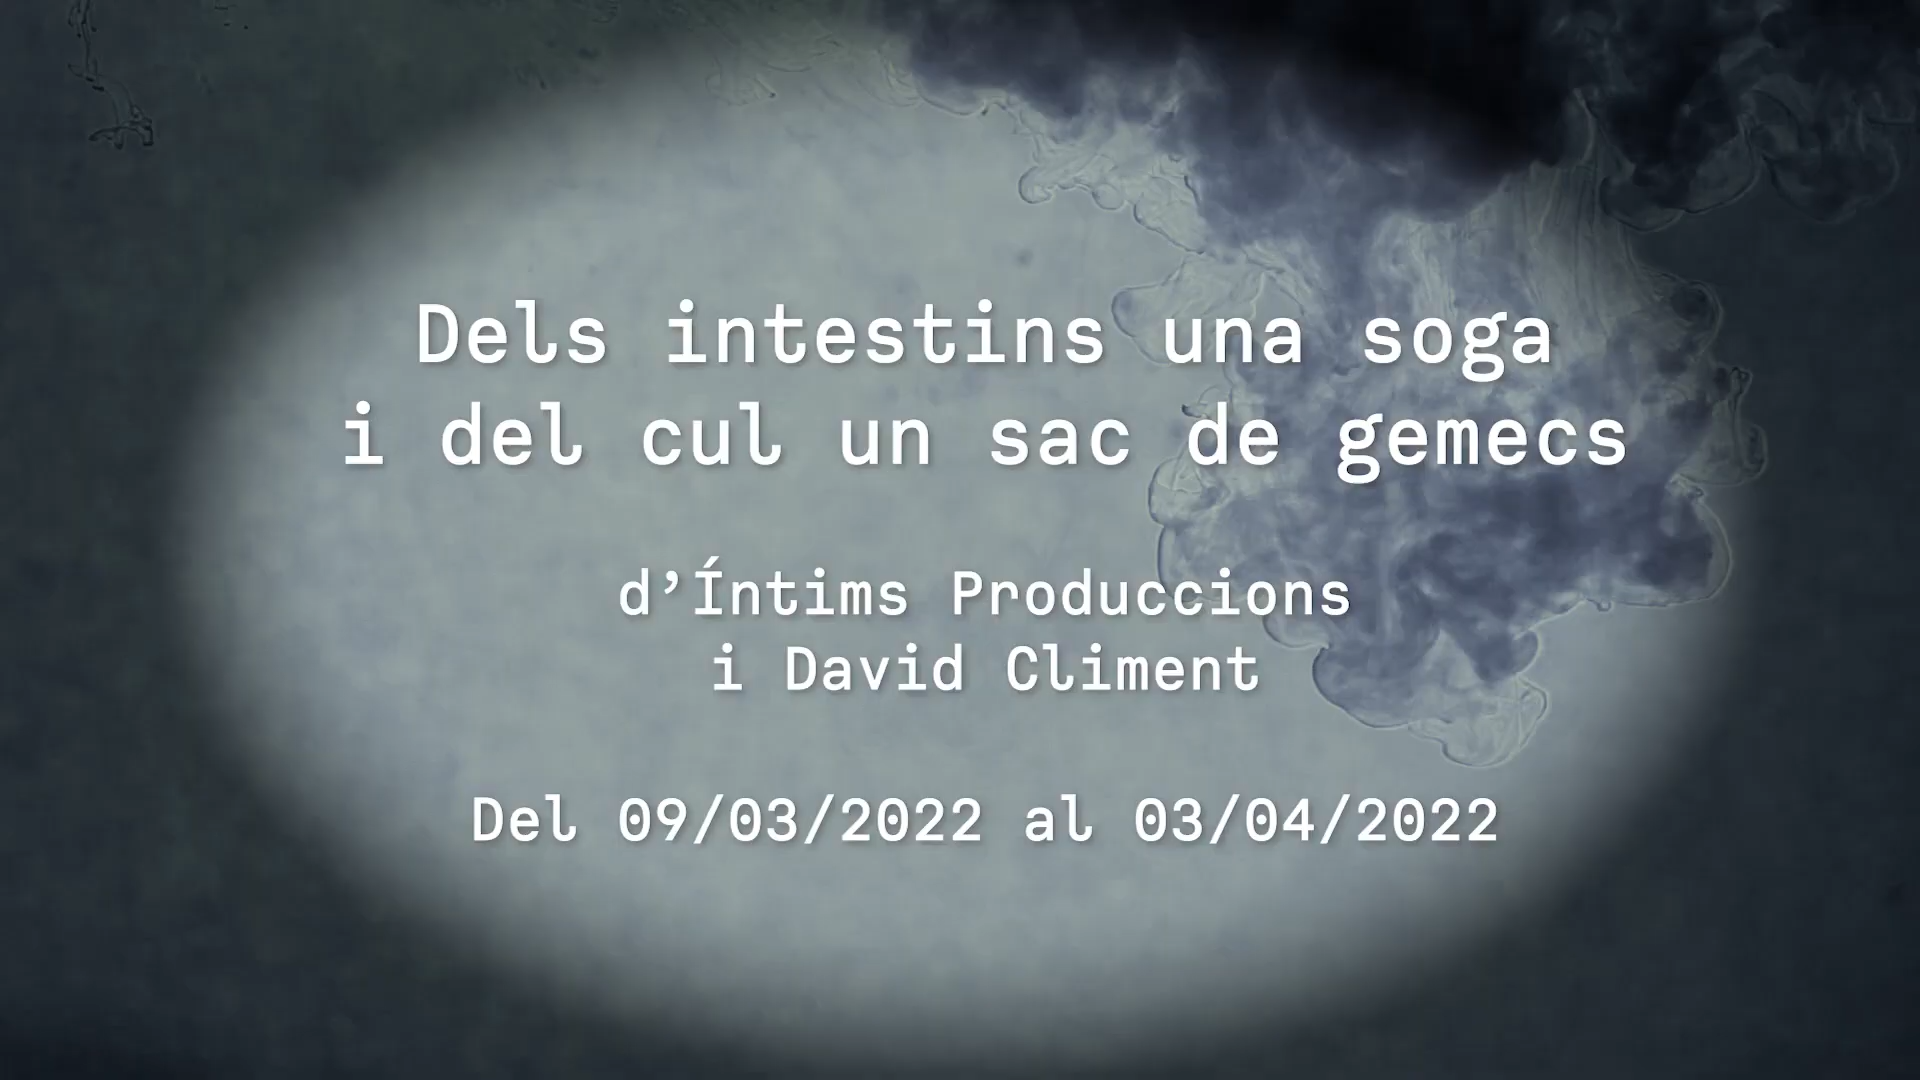 Dels intestins una soga
i del cul un sac de gemecs
d’Íntims Produccions
i David Climent
Del 09/03/2022 al 03/04/2022